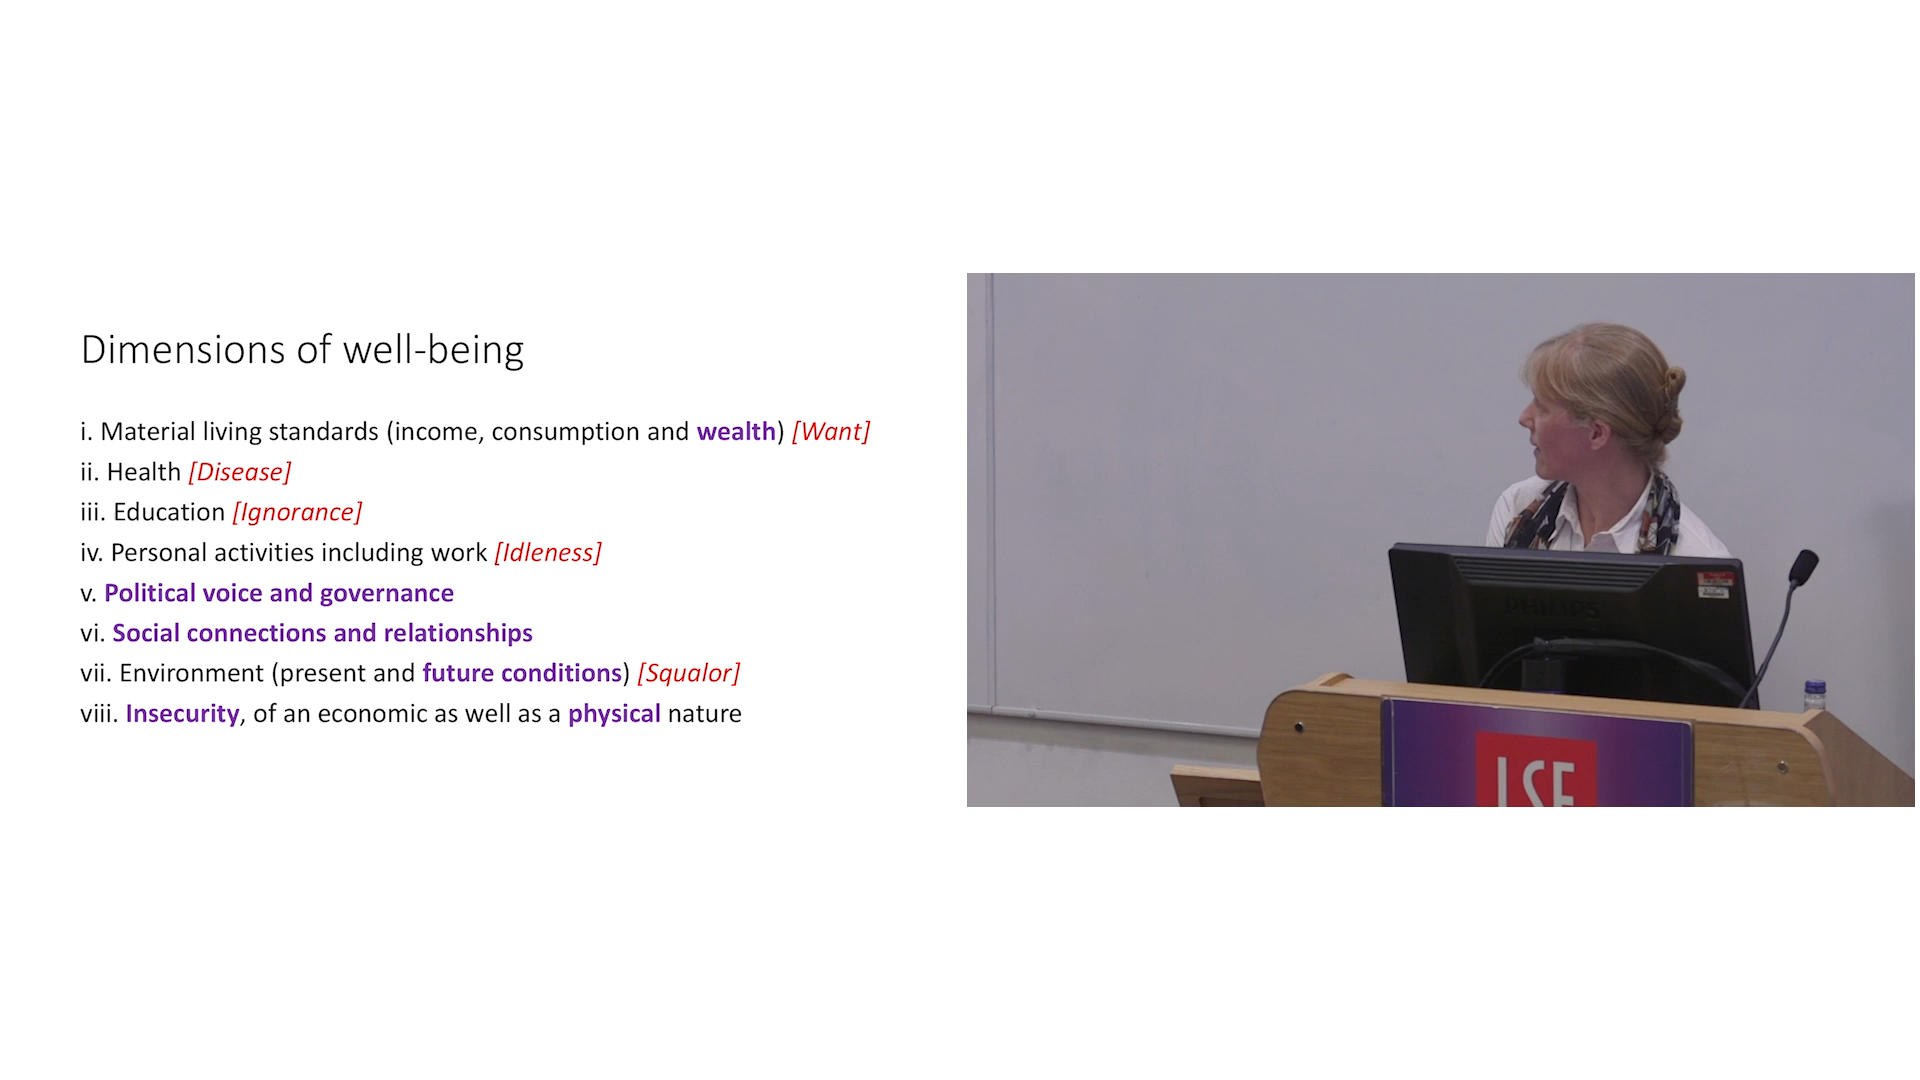 Dimensions of well-being
i. Material living standards (income, consumption and wealth) [Want]
ii. Health [Disease]
iii. Education [Ignorance]
iv. Personal activities including work [Idleness]
v. Political voice and governance
vi. Social connections and relationships
vii. Environment (present and future conditions) [Squalor]
viii. Insecurity, of an economic as well as a physical nature
PHILIPS
LSE